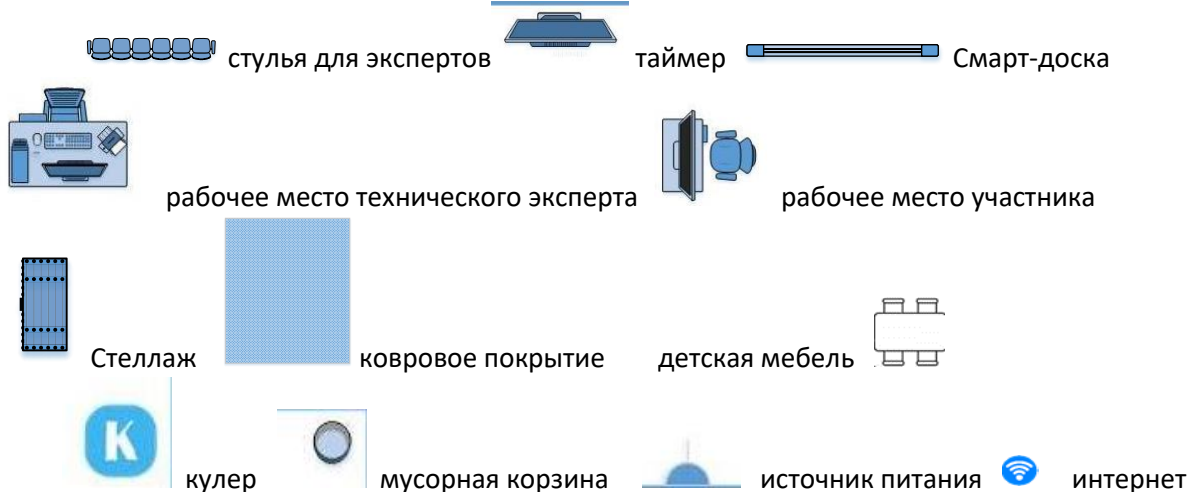 стулья для экспертов таймер Смарт-доска
рабочее место технического эксперта рабочее место участника
Стеллаж ковровое покрытие детская мебель
K
кулер мусорная корзина источник питания интернет